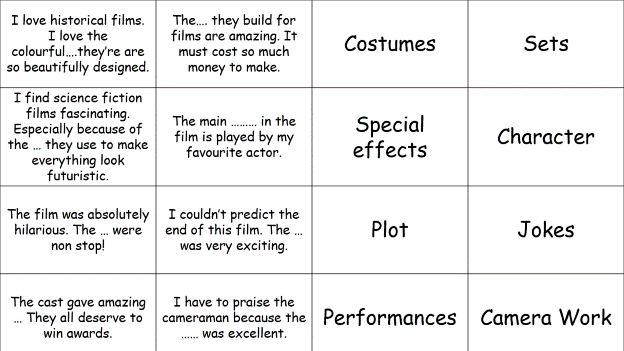 I love historical films.
I love the
colourful….they're are
so beautifully designed.
The…. they build for
films are amazing. It
must cost so much
money to make.
Costumes
Sets
I find science fiction
films fascinating.
Especially because of
the … they use to make
everything look
futuristic.
The main ……… in the
film is played by my
favourite actor.
Special
effects
Character
The film was absolutely
hilarious. The … were
non stop!
I couldn't predict the
end of this film. The …
was very exciting.
Plot
Jokes
The cast gave amazing
… They all deserve to
win awards.
I have to praise the
cameraman because the
…… was excellent.
Performances
Camera Work